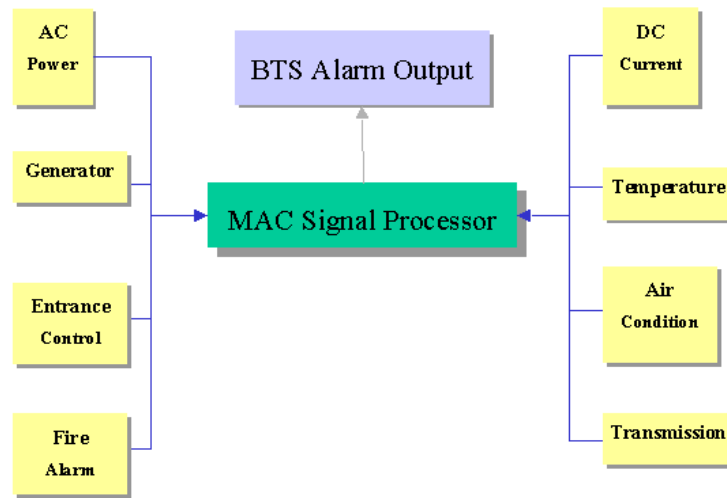 AC
Power
Generator
Entrance
Control
Fire
Alarm
BTS Alarm Output
MAC Signal Processor
DC
Current
Temperature
Air
Condition
Transmission